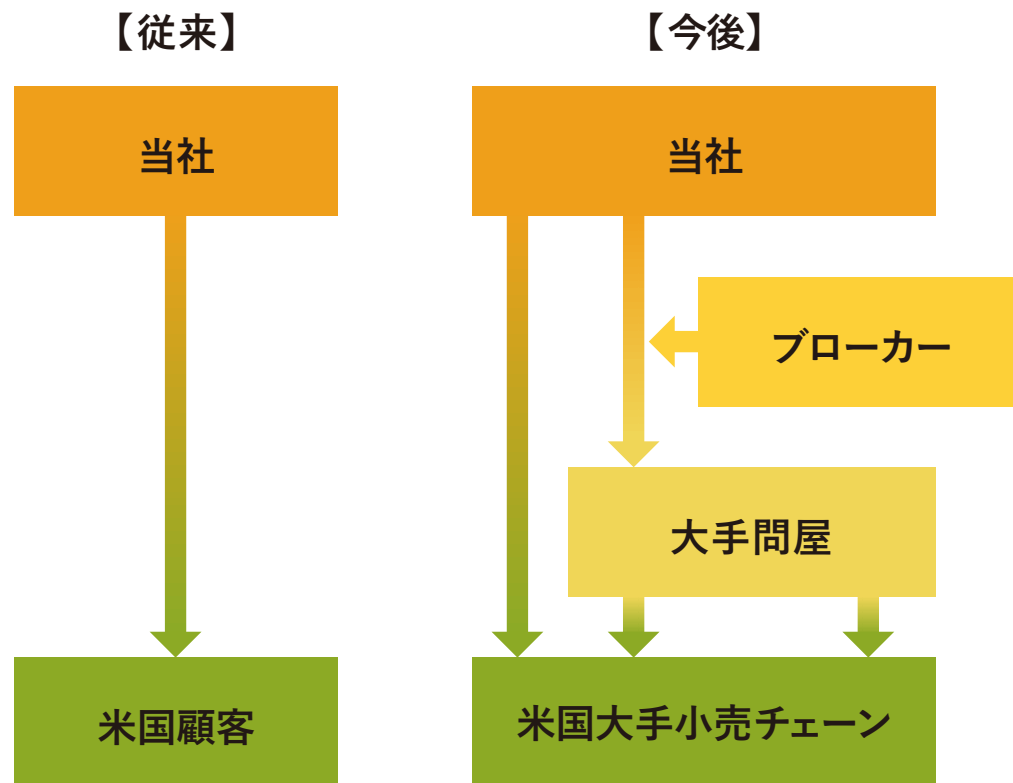 【従来】
当社
米国顧客
【今後】
当社
ブローカー
大手問屋
米国大手小売チェーン